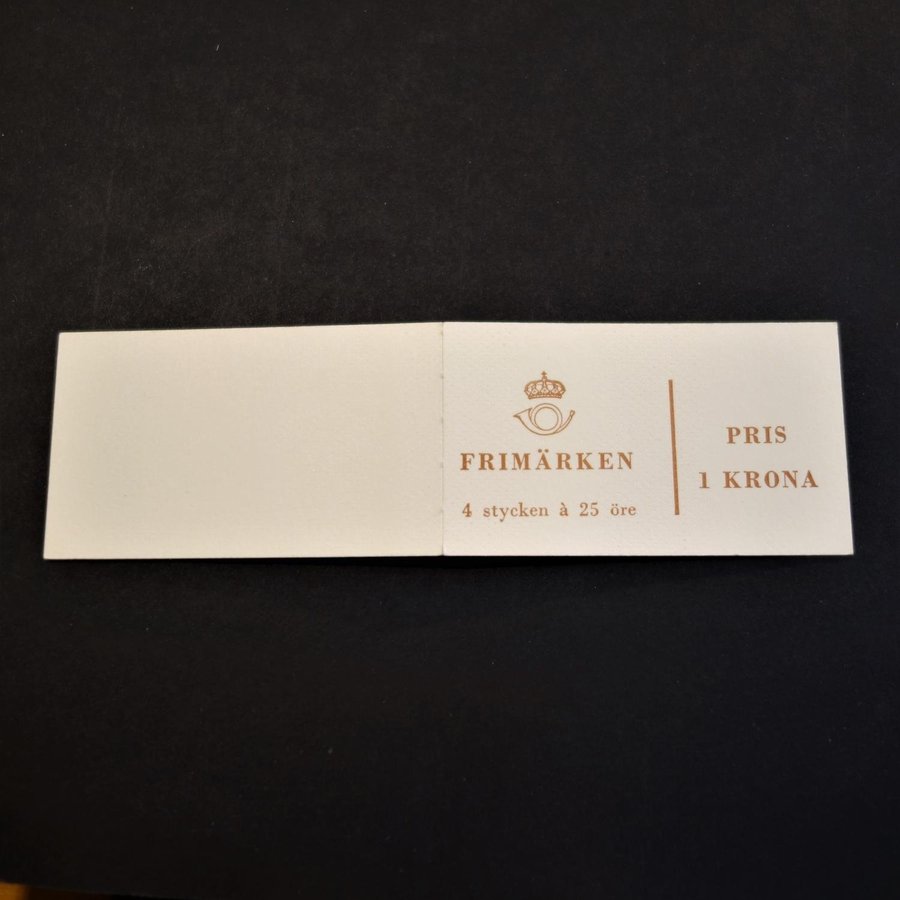 FRIMÄRKEN
4 stycken à 25 öre
PRIS
1 KRONA